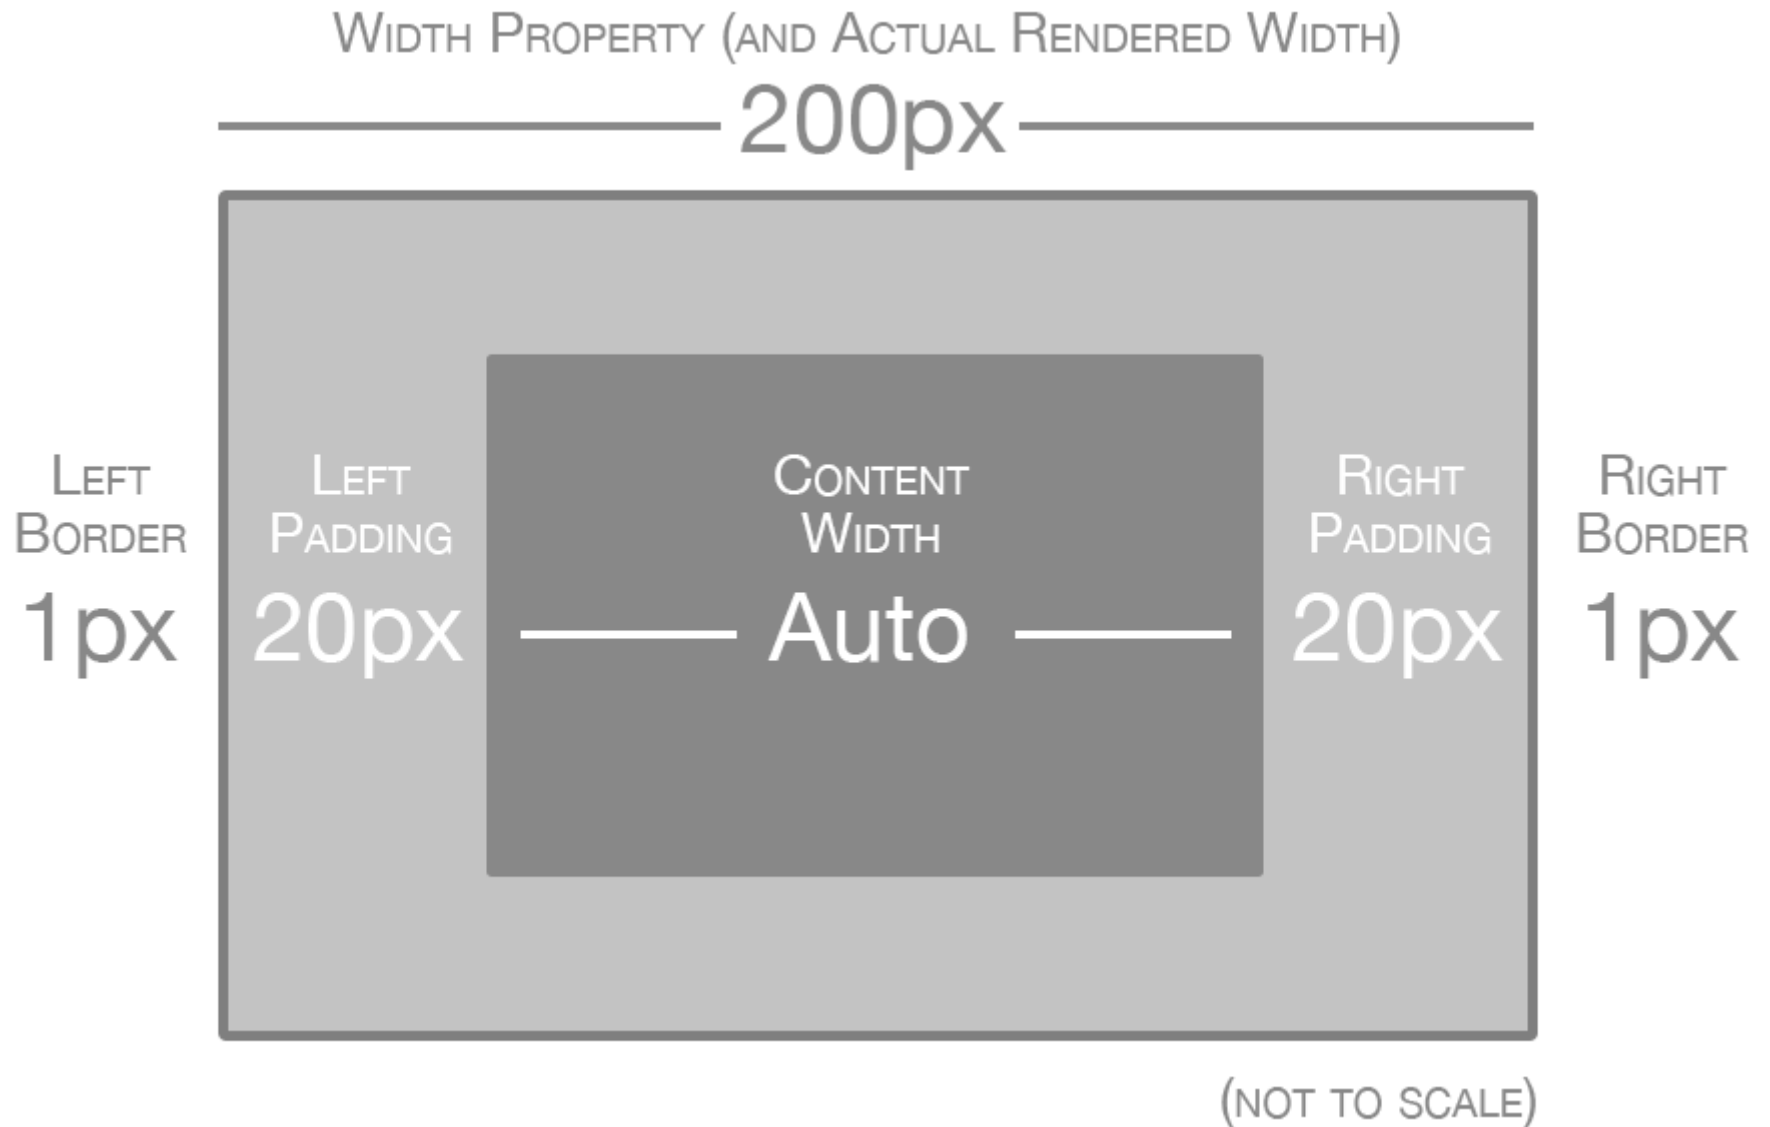 Width Property (and Actual Rendered Width)
200px
Left
Border
1px
Left
Padding
20px
Content
Width
Auto
Right
Padding
20px
Right
Border
1px
(not to scale)